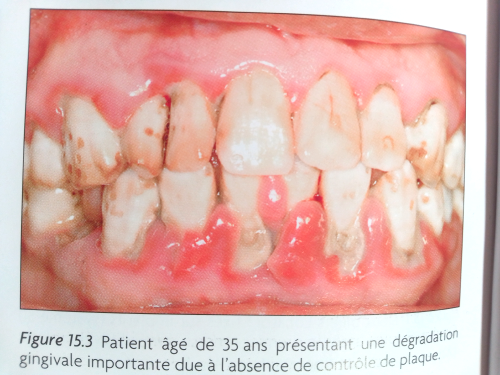 Figure 15.3 Patient âgé de 35 ans présentant une dégradation
gingivale importante due à l'absence de contrôle de plaque.